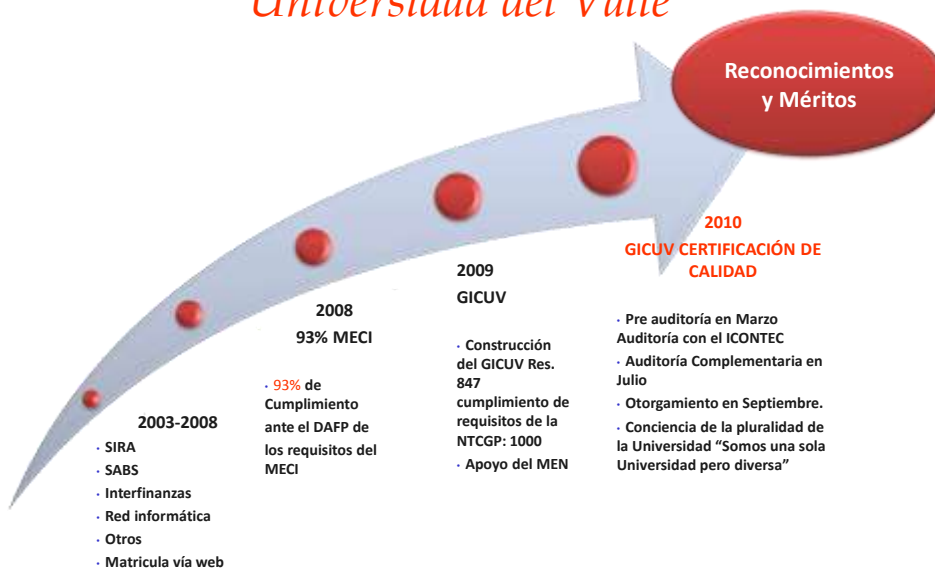 Universidad del Valle
Reconocimientos
y Méritos
2003-2008
· SIRA
· SABS
· Interfinanzas
· Red informática
· Otros
· Matricula vía web
2008
93% MECI
· 93% de
Cumplimiento
ante el DAFP de
los requisitos del
MECI
2009
GICUV
· Construcción
del GICUV Res.
847
cumplimiento de
requisitos de la
NTCGP: 1000
· Apoyo del MEN
2010
GICUV CERTIFICACIÓN DE
CALIDAD
· Pre auditoría en Marzo
Auditoría con el ICONTEC
· Auditoría Complementaria en
Julio
· Otorgamiento en Septiembre.
· Conciencia de la pluralidad de
la Universidad “Somos una sola
Universidad pero diversa”